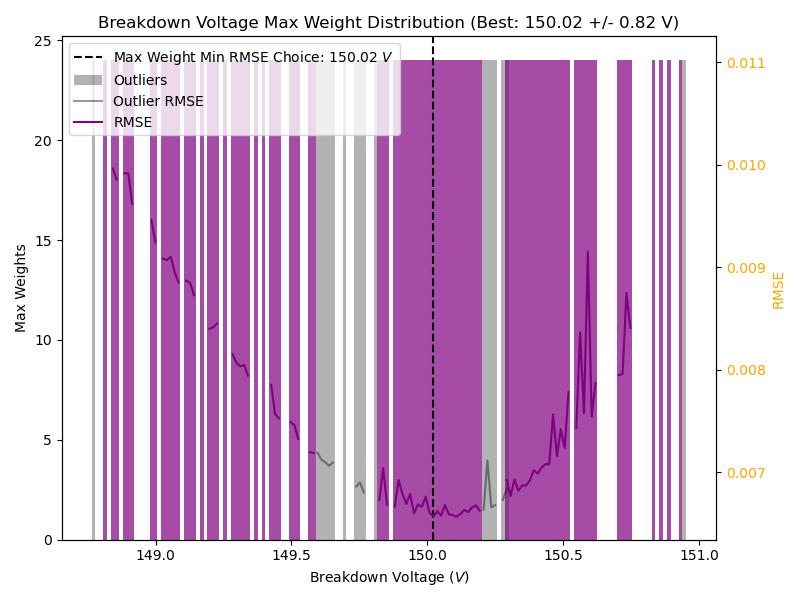 Breakdown Voltage Max Weight Distribution (Best: 150.02 +/- 0.82 V)
Max Weight Min RMSE Choice: 150.02 V
Outliers
Outlier RMSE
RMSE
25
20
15
10
5
0
Max Weights
0.011
0.010
0.009
0.008
0.007
RMSE
149.0
149.5
150.0
150.5
151.0
Breakdown Voltage (V)